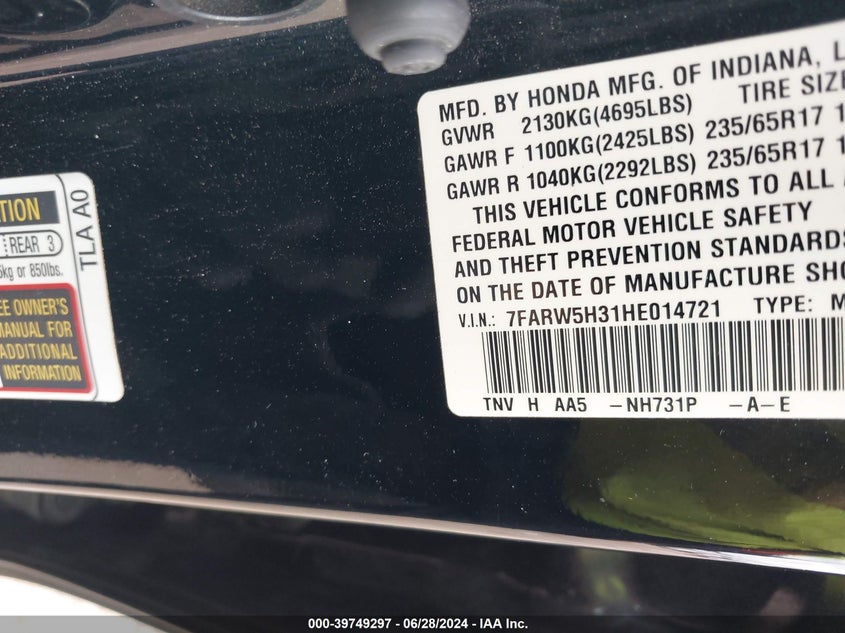 TION
REAR 3
kg or 850lbs.
EE OWNER'S
MANUAL FOR
ADDITIONAL
INFORMATION
TLA A0
MFD. BY HONDA MFG. OF INDIANA, L
GVWR 2130KG(4695LBS) TIRE SIZE
GAWR F 1100KG(2425LBS) 235/65R17 1
GAWR R 1040KG(2292LBS) 235/65R17 1
THIS VEHICLE CONFORMS TO ALL A
FEDERAL MOTOR VEHICLE SAFETY
AND THEFT PREVENTION STANDARDS
ON THE DATE OF MANUFACTURE SHO
V.I.N.: 7FARW5H31HE014721 TYPE: M
TNV H AA5 -NH731P -A-E
000-39749297 - 06/28/2024 - IAA Inc.